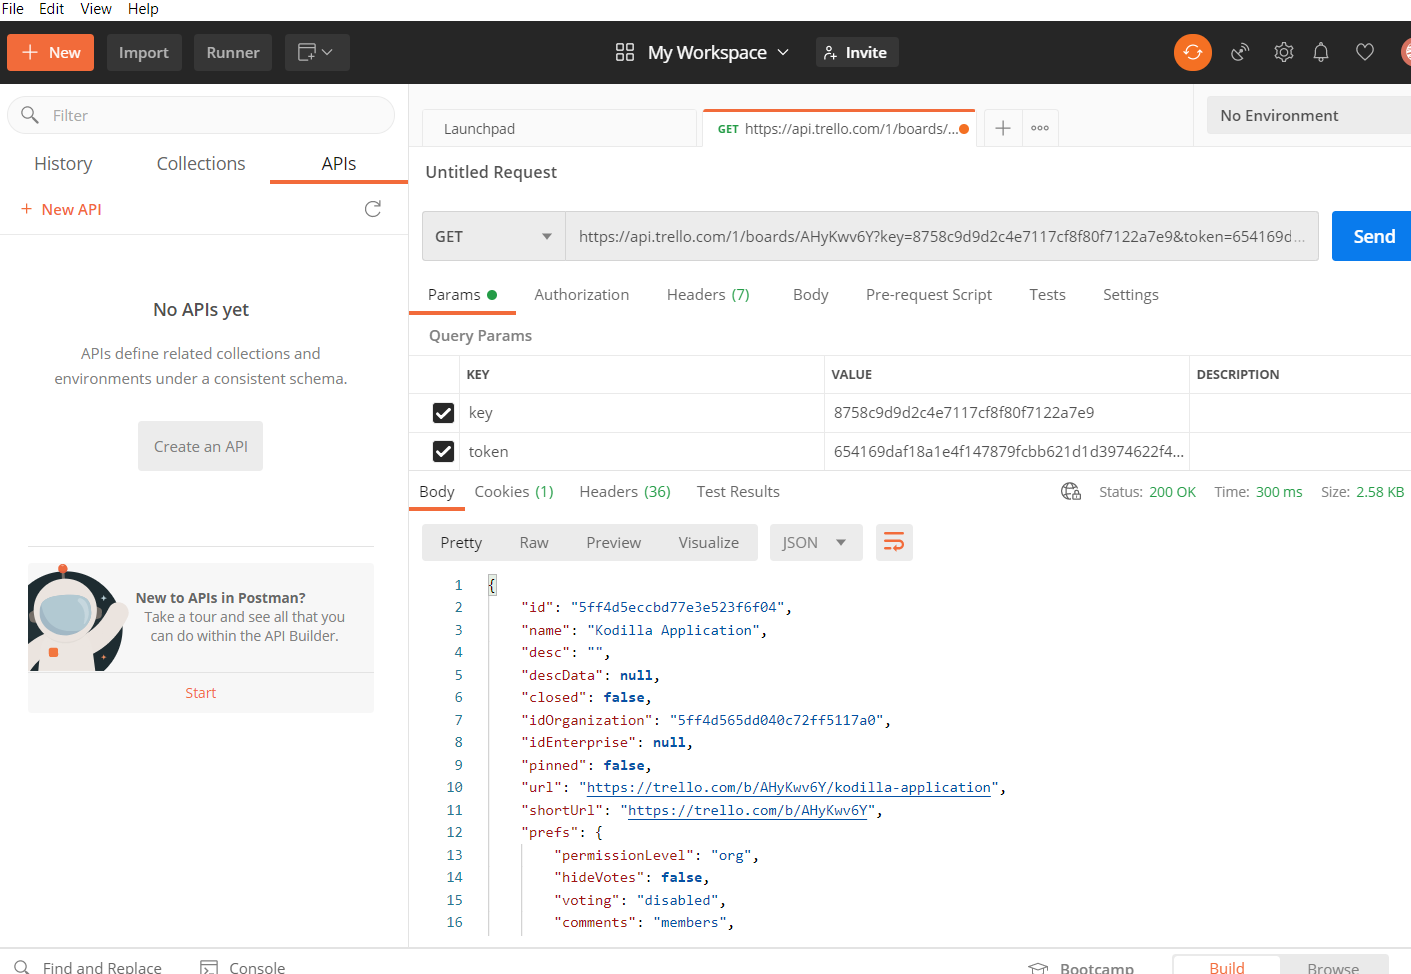 File Edit View Help
New Import Runner My Workspace Invite
Filter
History Collections APIs
+ New API
No APIs yet
APIs define related collections and
environments under a consistent schema.
Create an API
New to APIs in Postman?
Take a tour and see all that you
can do within the API Builder.
Start
Launchpad GET https://api.trello.com/1/boards/... No Environment
Untitled Request
GET https://api.trello.com/1/boards/AHyKwv6Y?key=8758c9d9d2c4e7117cf8f80f7122a7e9&token=654169d... Send
Params Authorization Headers (7) Body Pre-request Script Tests Settings
Query Params
KEY VALUE DESCRIPTION
key 8758c9d9d2c4e7117cf8f80f7122a7e9
token 654169daf18a1e4f147879fcbb621d1d3974622f4...
Body Cookies (1) Headers (36) Test Results Status: 200 OK Time: 300 ms Size: 2.58 KB
Pretty Raw Preview Visualize JSON
1 {
2 "id": "5ff4d5eccbd77e3e523f6f04",
3 "name": "Kodilla Application",
4 "desc": "",
5 "descData": null,
6 "closed": false,
7 "idOrganization": "5ff4d565dd040c72ff5117a0",
8 "idEnterprise": null,
9 "pinned": false,
10 "url": "https://trello.com/b/AHyKwv6Y/kodilla-application",
11 "shortUrl": "https://trello.com/b/AHyKwv6Y",
12 "prefs": {
13 "permissionLevel": "org",
14 "hideVotes": false,
15 "voting": "disabled",
16 "comments": "members",
Find and Replace Console Bootcamp Build Browse